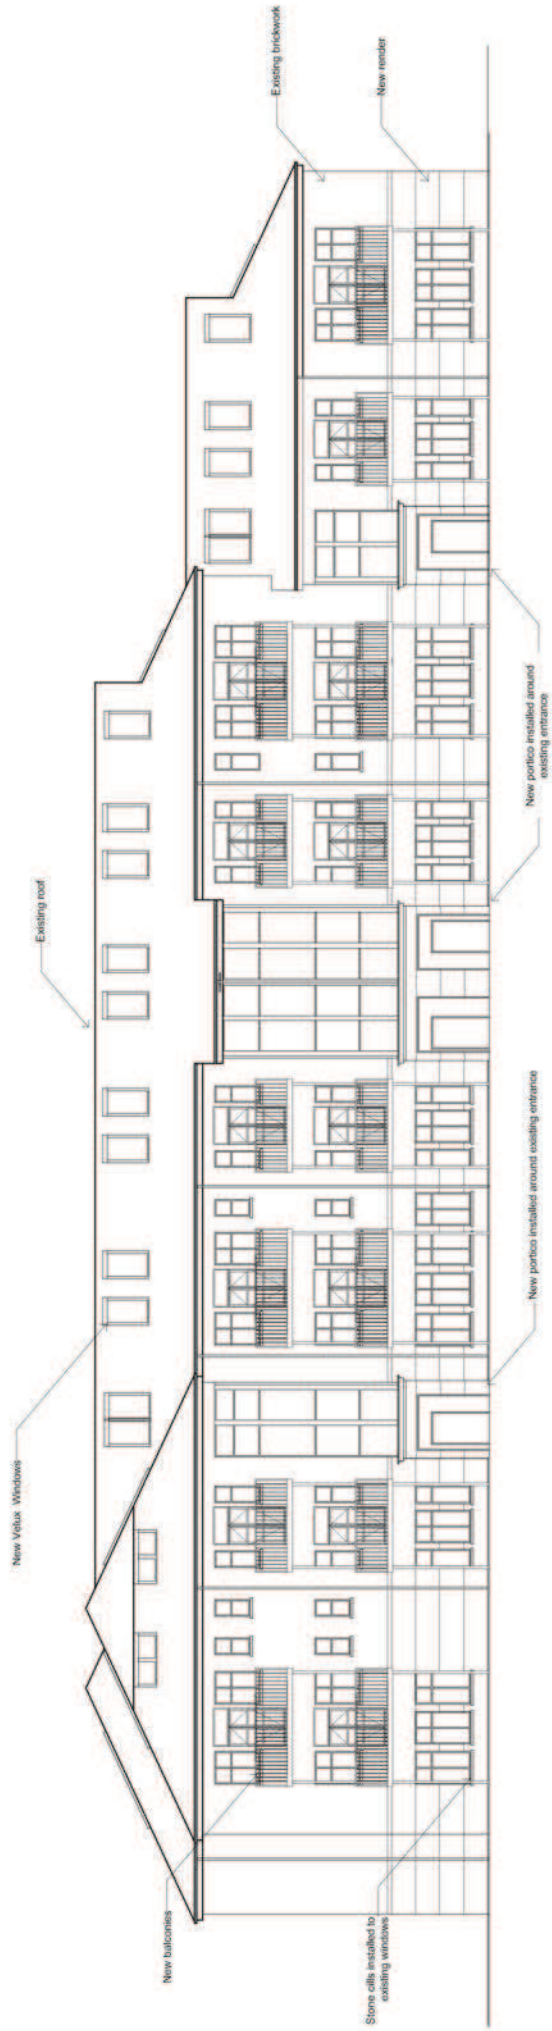 New Velux Windows
Existing roof
New balconies
Existing brickwork
Stone cills installed to
existing windows
New render
New portico installed around existing entrance
New portico installed around
existing entrance